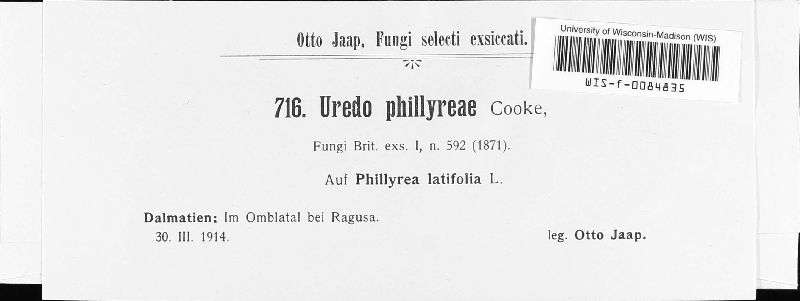 Otto Jaap, Fungi selecti exsiccati.
University of Wisconsin-Madison (WIS)
WIS-f-0084835
716. Uredo phillyreae Cooke,
Fungi Brit. exs. I, n. 592 (1871).
Auf Phillyrea latifolia L.
Dalmatien: Im Omblatal bei Ragusa.
30. III. 1914.
leg. Otto Jaap.